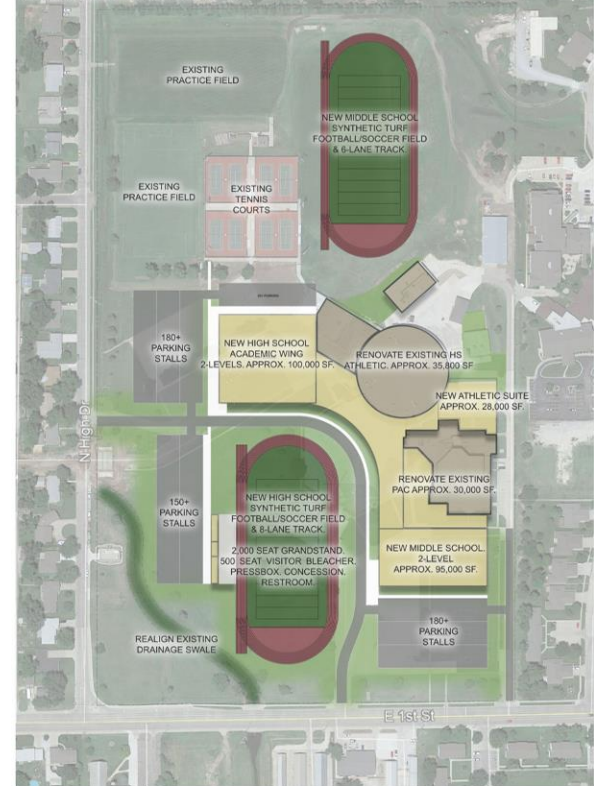 EXISTING
PRACTICE FIELD
NEW MIDDLE SCHOOL
SYNTHETIC TURF
FOOTBALL/SOCCER FIELD
& 6-LANE TRACK
EXISTING
PRACTICE FIELD
EXISTING
TENNIS
COURTS
180+
PARKING
STALLS
NEW HIGH SCHOOL
ACADEMIC WING
2-LEVELS. APPROX. 100,000 SF.
RENOVATE EXISTING HS
ATHLETIC. APPROX. 35,800 SF
NEW ATHLETIC SUITE
APPROX. 28,000 SF.
N High Dr
RENOVATE EXISTING
PAC APPROX. 30,000 SF.
150+
PARKING
STALLS
NEW HIGH SCHOOL
SYNTHETIC TURF
FOOTBALL/SOCCER FIELD
& 8-LANE TRACK.
2,000 SEAT GRANDSTAND.
500 SEAT VISITOR BLEACHER.
PRESSBOX. CONCESSION.
RESTROOM.
NEW MIDDLE SCHOOL.
2-LEVEL
APPROX. 95,000 SF.
REALIGN EXISTING
DRAINAGE SWALE
180+
PARKING
STALLS
E 1st St